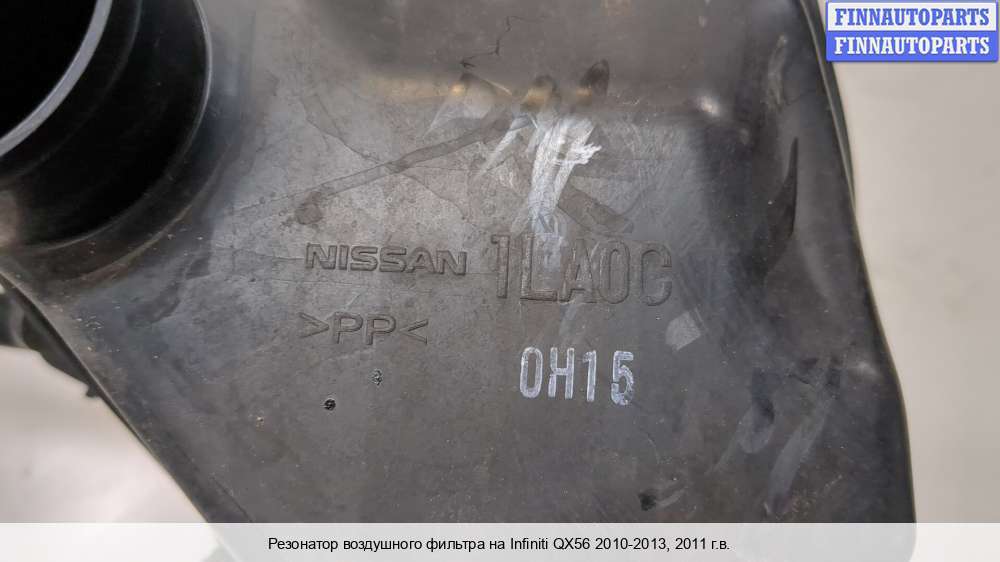 FINNAUTOPARTS
FINNAUTOPARTS
NISSAN 1LA0C
>PP<
0H15
Резонатор воздушного фильтра на Infiniti QX56 2010-2013, 2011 г.в.